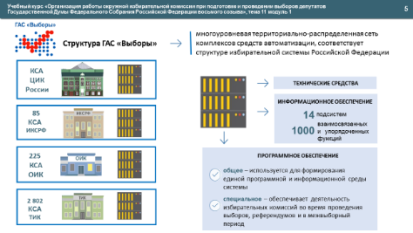 Учебный курс «Организация работы окружной избирательной комиссии при подготовке и проведении выборов депутатов
Государственной Думы Федерального Собрания Российской Федерации восьмого созыва», тема 11 модуль 1
5
ГАС «Выборы»
Структура ГАС «Выборы»
многоуровневая территориально-распределенная сеть
комплексов средств автоматизации, соответствует
структуре избирательной системы Российской Федерации
КСА
ЦИК
России
85
КСА
ИКСРФ
225
КСА
ОИК
ОИК
2 802
КСА
ТИК
ТЕХНИЧЕСКИЕ СРЕДСТВА
ИНФОРМАЦИОННОЕ ОБЕСПЕЧЕНИЕ
14 подсистем
взаимосвязанных
1000 и упорядоченных
функций
ПРОГРАММНОЕ ОБЕСПЕЧЕНИЕ
общее – используется для формирования
единой программной и информационной среды
системы
специальное – обеспечивает деятельность
избирательных комиссий во время проведения
выборов, референдумов и в межвыборный
период